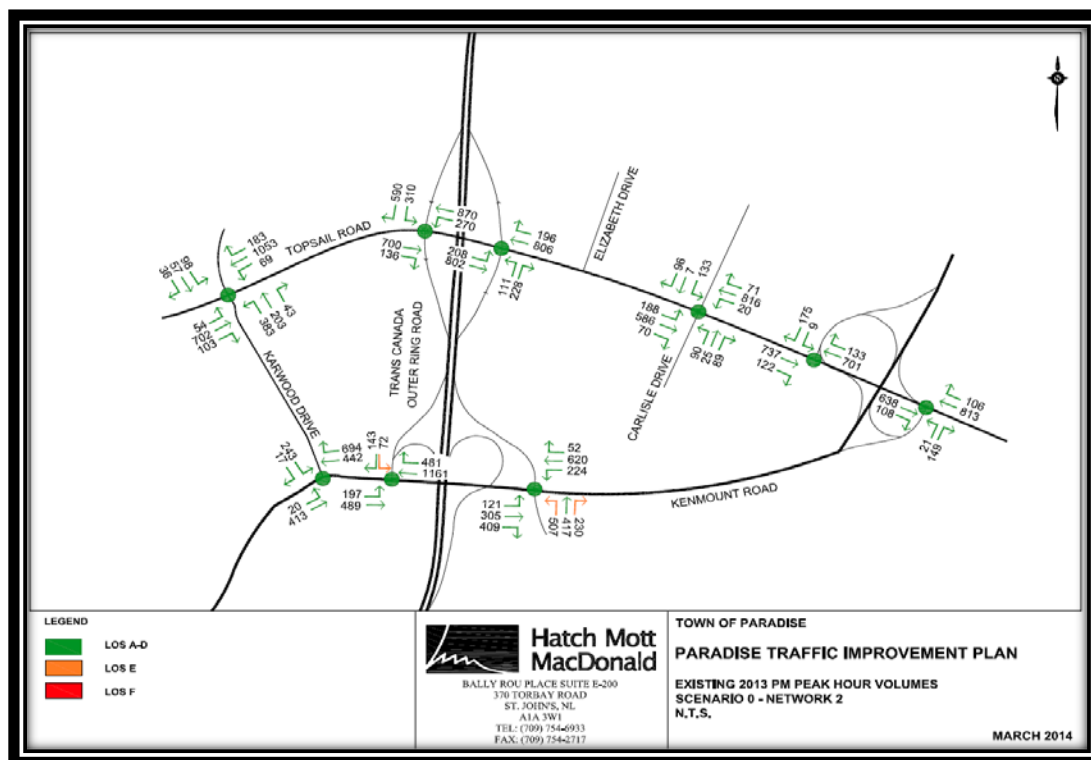 590
310
870
270
TOPSAIL ROAD
700
136
208
802
196
806
111
228
ELIZABETH DRIVE
183
1053
69
36
57
98
54
702
103
383
203
43
KARWOOD DRIVE
TRANS CANADA
OUTER RING ROAD
96
7
133
71
816
20
188
586
70
90
25
89
CARLISLE DRIVE
175
9
133
701
737
122
638
108
106
813
21
149
243
17
694
442
20
413
143
72
481
1161
197
489
52
620
224
121
305
409
507
417
230
KENMOUNT ROAD
LEGEND
LOS A-D
LOS E
LOS F
Hatch Mott
MacDonald
BALLY ROU PLACE SUITE E-200
370 TORBAY ROAD
ST. JOHN'S, NL
A1A 3W1
TEL: (709) 754-6933
FAX: (709) 754-2717
TOWN OF PARADISE
PARADISE TRAFFIC IMPROVEMENT PLAN
EXISTING 2013 PM PEAK HOUR VOLUMES
SCENARIO 0 - NETWORK 2
N.T.S.
MARCH 2014